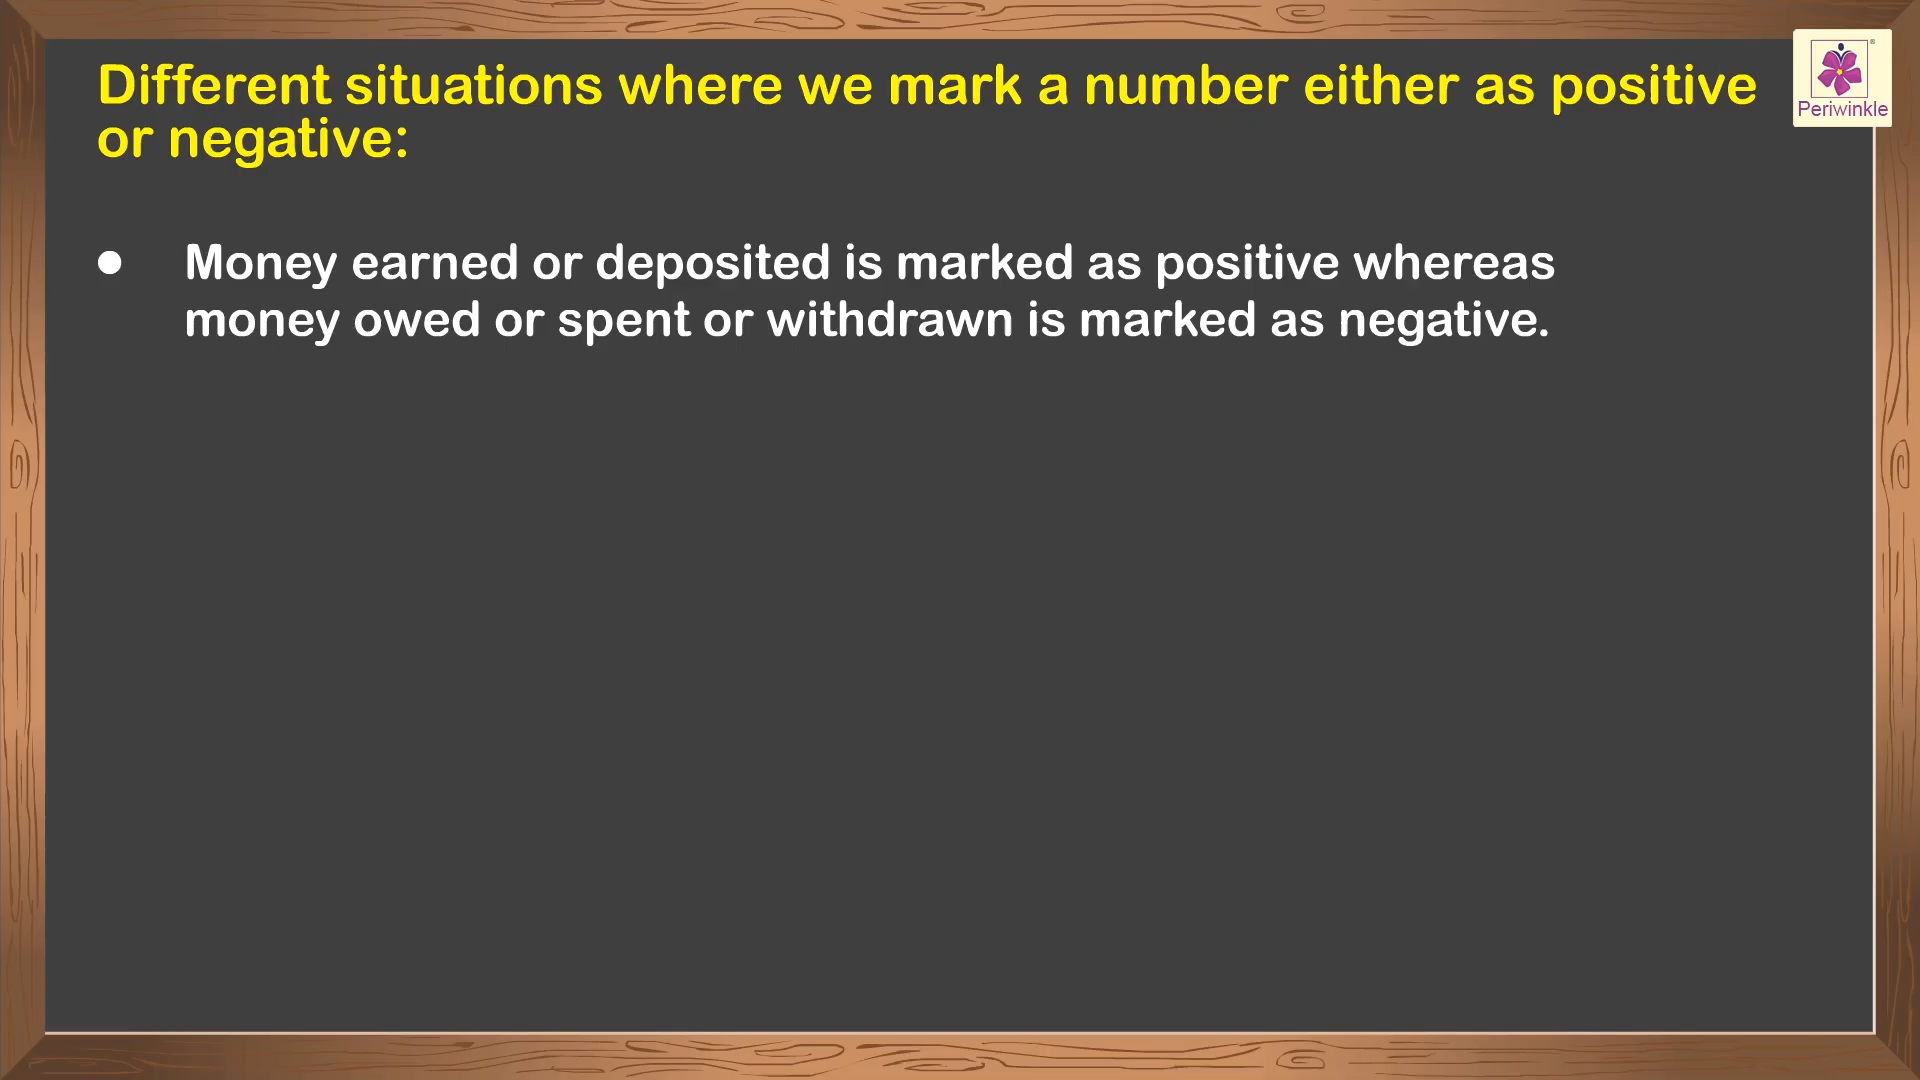 Different situations where we mark a number either as positive
or negative:
Periwinkle
● Money earned or deposited is marked as positive whereas
money owed or spent or withdrawn is marked as negative.